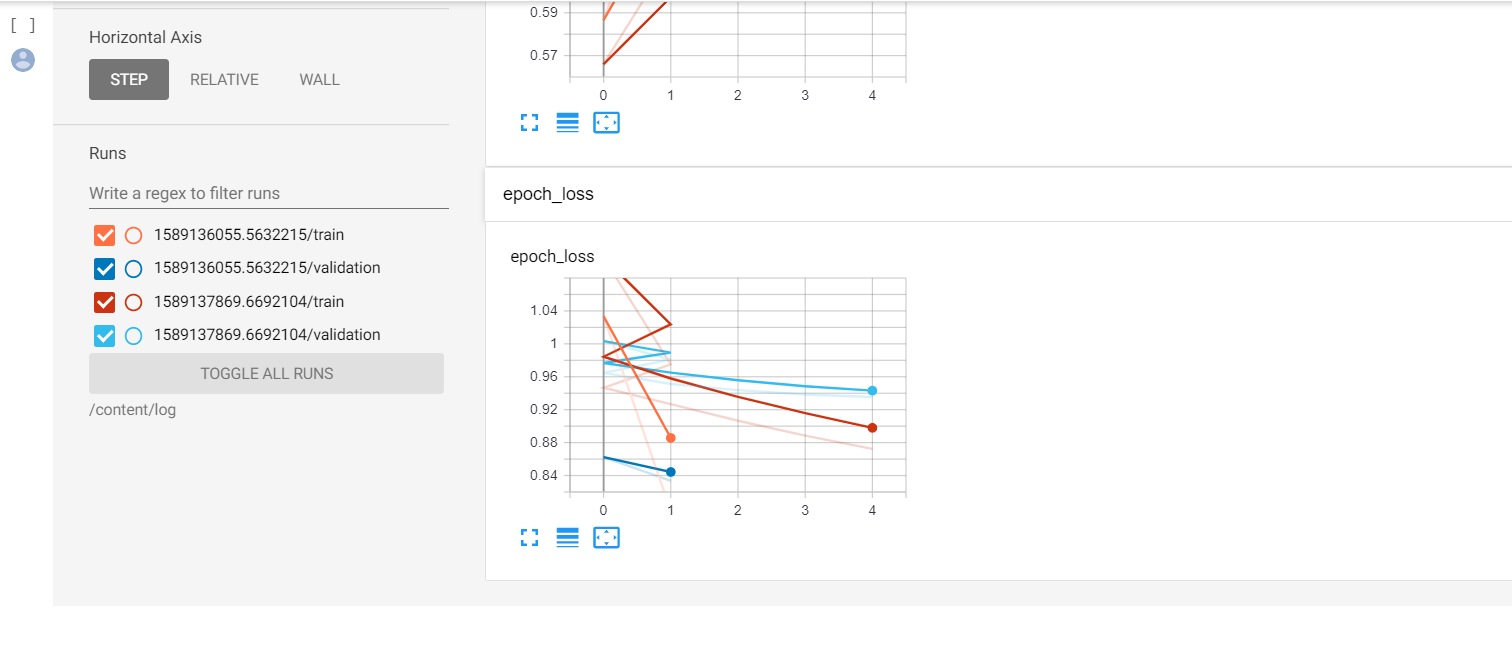 [ ]
Horizontal Axis
STEP RELATIVE WALL
Runs
Write a regex to filter runs
1589136055.5632215/train
1589136055.5632215/validation
1589137869.6692104/train
1589137869.6692104/validation
TOGGLE ALL RUNS
/content/log
0.59
0.57
0 1 2 3 4
epoch_loss
epoch_loss
1.04
1
0.96
0.92
0.88
0.84
0 1 2 3 4